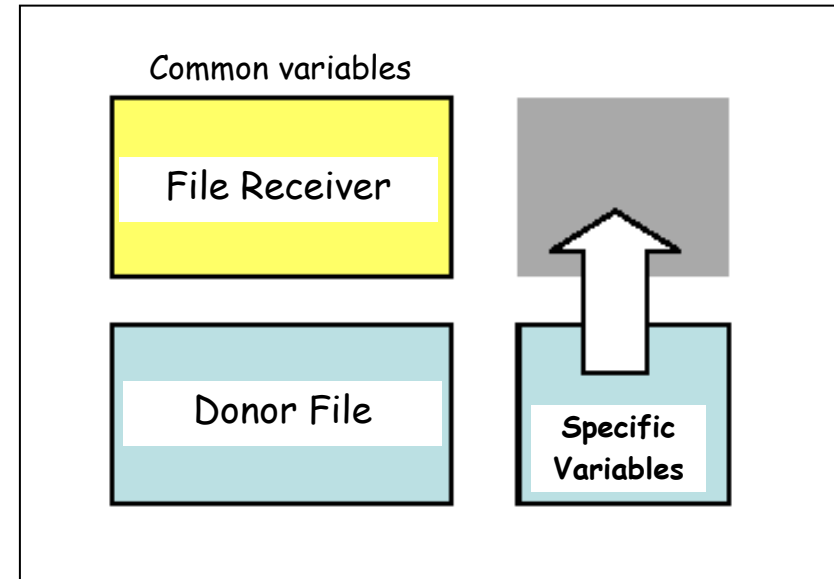 Common variables
File Receiver
Donor File
Specific
Variables